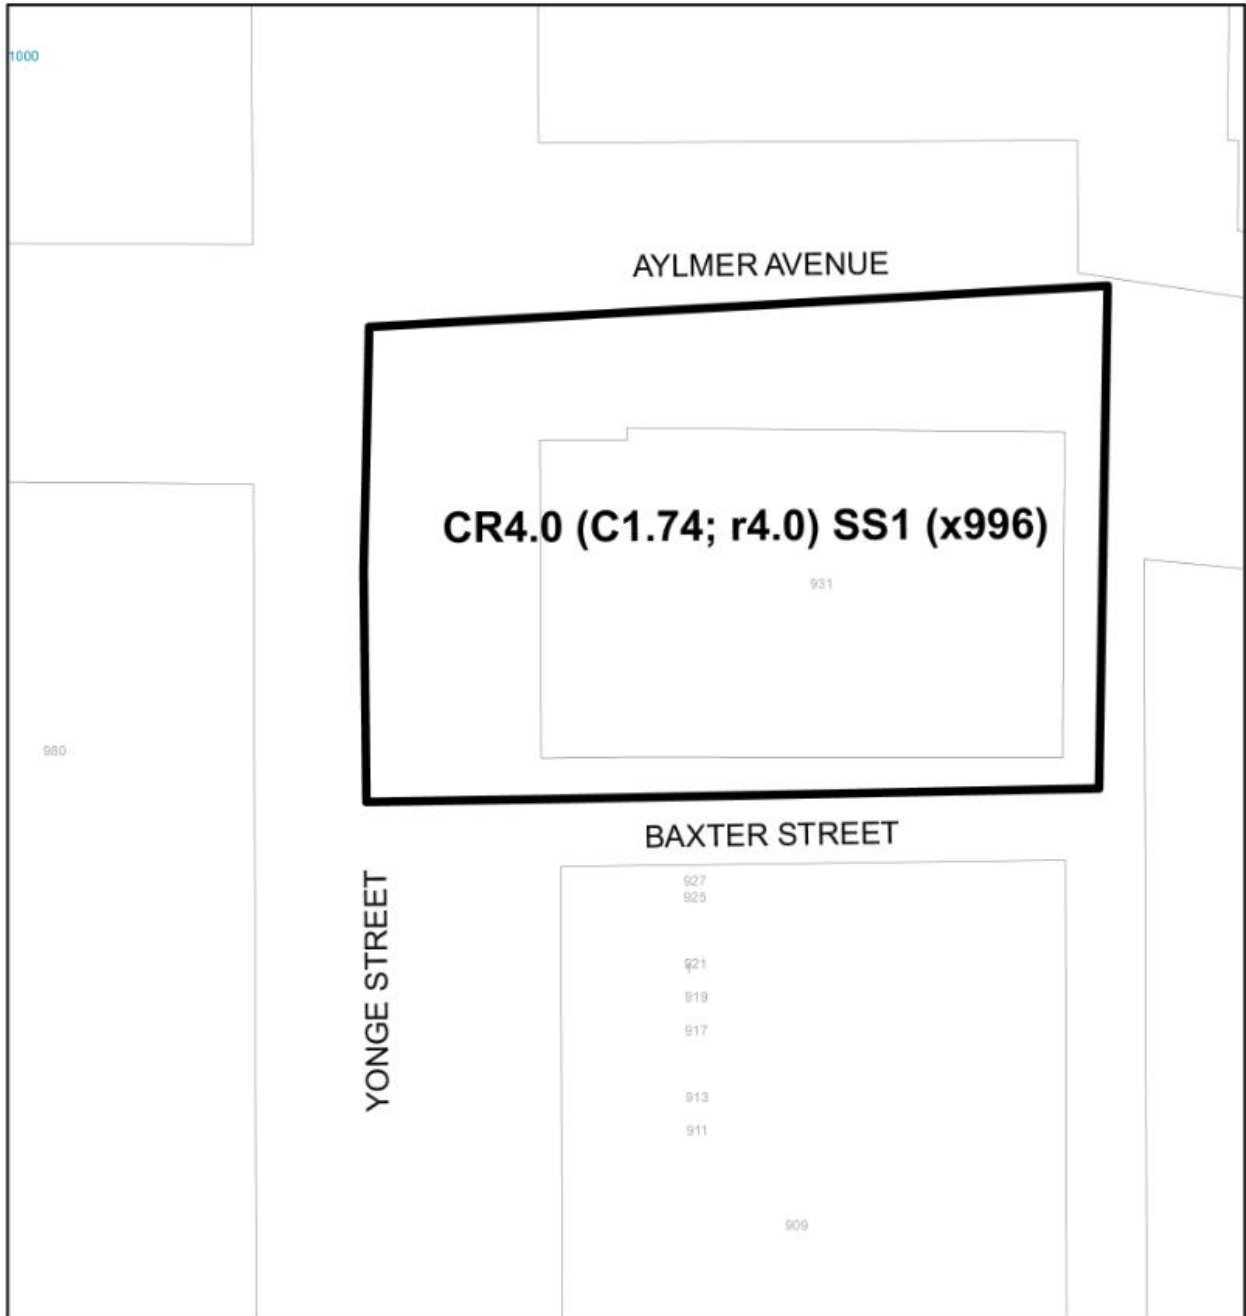 1000
AYLMER AVENUE
CR4.0 (C1.74; r4.0) SS1 (x996)
931
980
BAXTER STREET
YONGE STREET
927
925
921
919
917
913
911
909